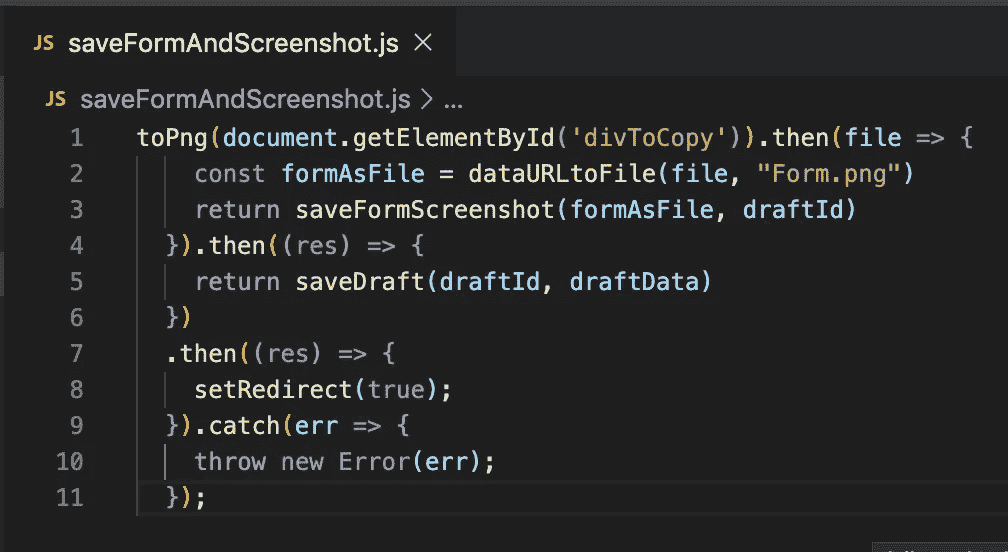 JS saveFormAndScreenshot.js ×
JS saveFormAndScreenshot.js > ...
1 toPng(document.getElementById('divToCopy')).then(file => {
2 const formAsFile = dataURLtoFile(file, "Form.png")
3 return saveFormScreenshot(formAsFile, draftId)
4 }).then((res) => {
5 return saveDraft(draftId, draftData)
6 })
7 .then((res) => {
8 setRedirect(true);
9 }).catch(err => {
10 throw new Error(err);
11 });